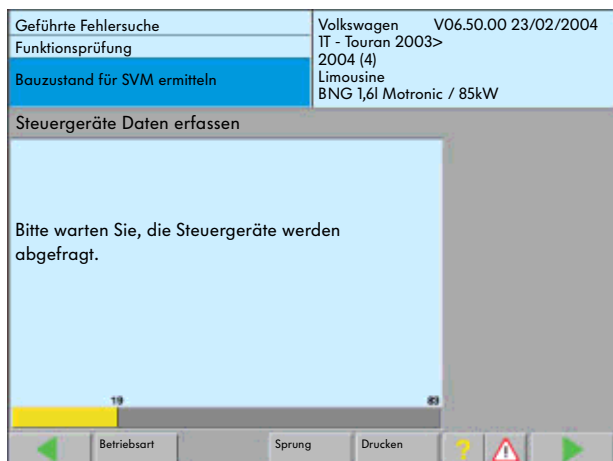 Geführte Fehlersuche
Funktionsprüfung
Bauzustand für SVM ermitteln
Volkswagen V06.50.00 23/02/2004
1T - Touran 2003>
2004 (4)
Limousine
BNG 1,6l Motronic / 85kW
Steuergeräte Daten erfassen
Bitte warten Sie, die Steuergeräte werden
abgefragt.
19 83
Betriebsart Sprung Drucken ?